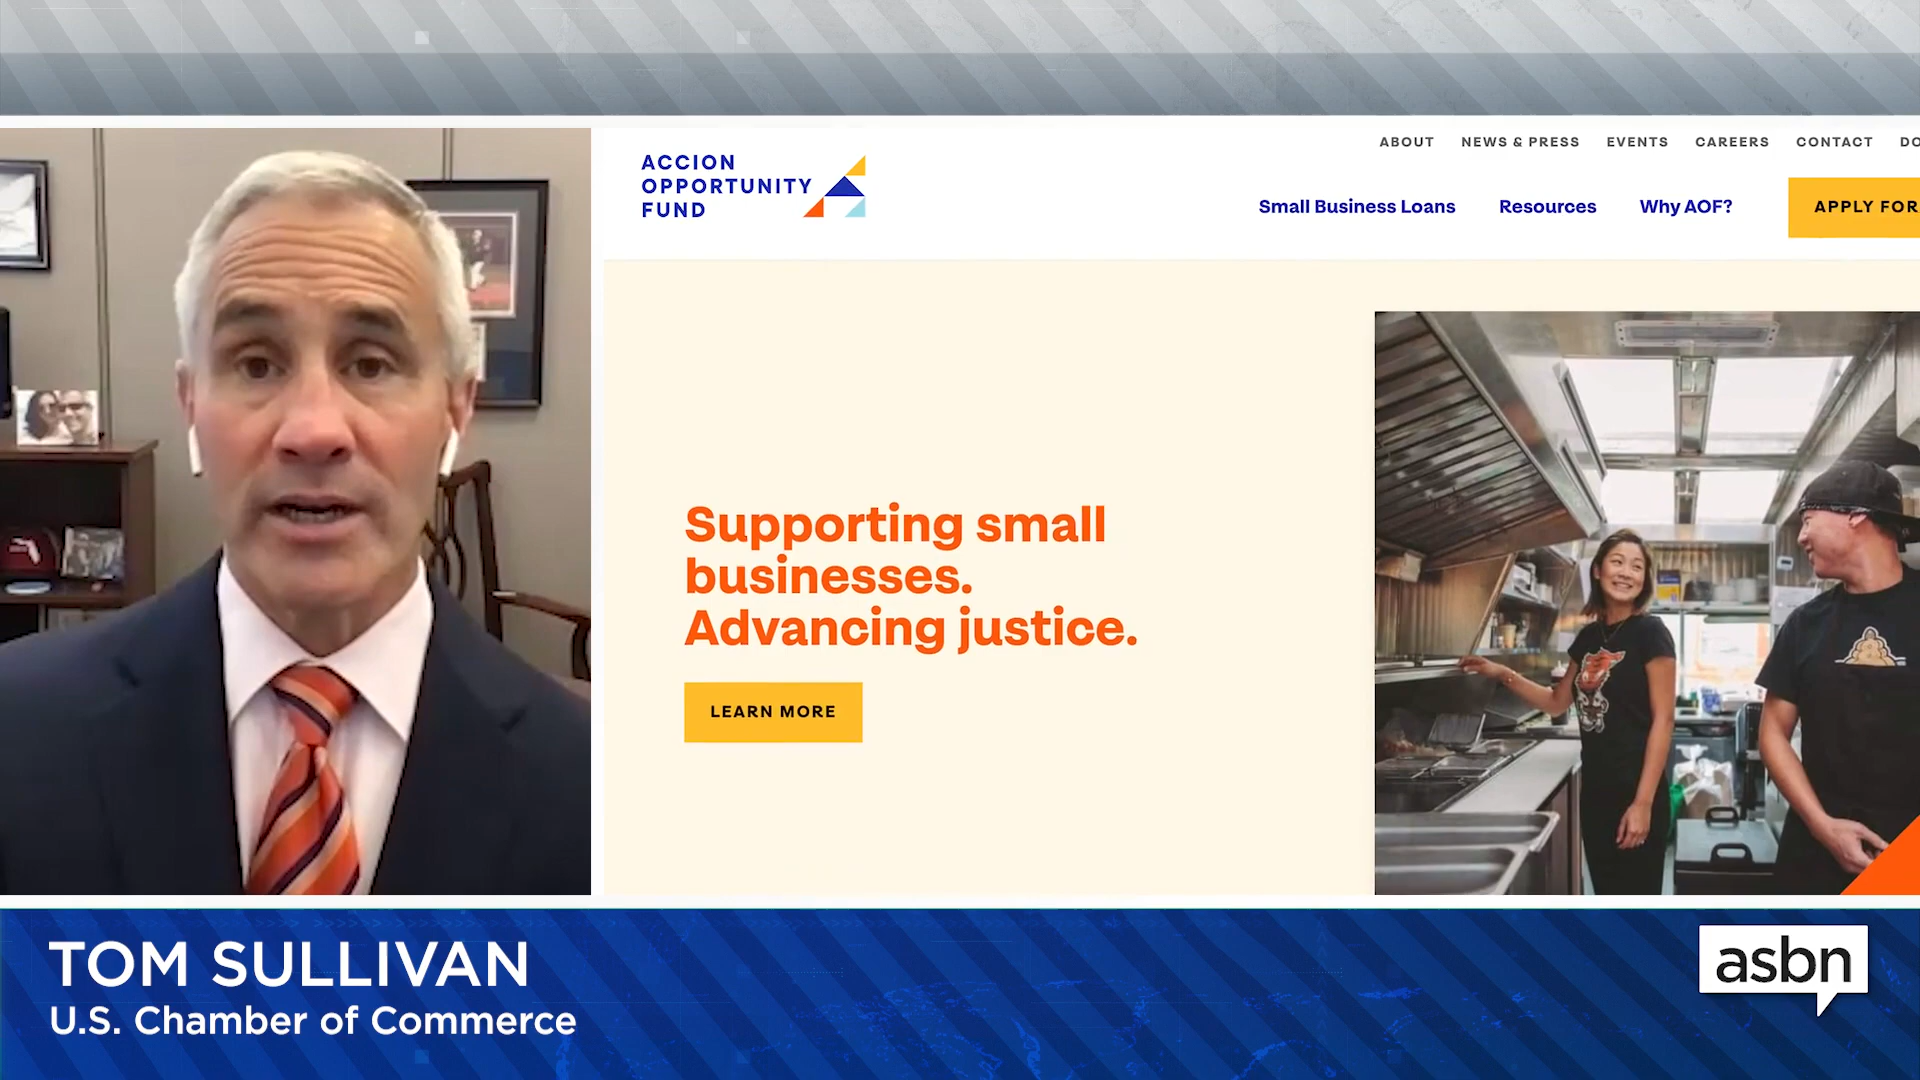 ACCION
OPPORTUNITY
FUND
ABOUT NEWS & PRESS EVENTS CAREERS CONTACT DO
Small Business Loans Resources Why AOF? APPLY FOR
Supporting small
businesses.
Advancing justice.
LEARN MORE
TOM SULLIVAN
U.S. Chamber of Commerce
asbn